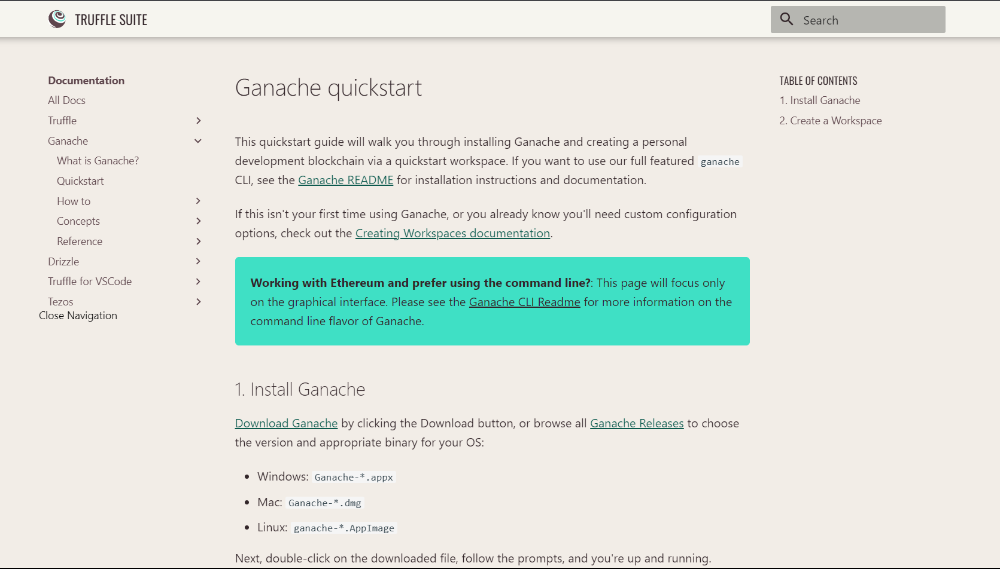 TRUFFLE SUITE
Search
Documentation
All Docs
Truffle
Ganache
What is Ganache?
Quickstart
How to
Concepts
Reference
Drizzle
Truffle for VSCode
Tezos
Close Navigation
Ganache quickstart
This quickstart guide will walk you through installing Ganache and creating a personal
development blockchain via a quickstart workspace. If you want to use our full featured ganache
CLI, see the Ganache README for installation instructions and documentation.
If this isn't your first time using Ganache, or you already know you'll need custom configuration
options, check out the Creating Workspaces documentation.
Working with Ethereum and prefer using the command line?: This page will focus only
on the graphical interface. Please see the Ganache CLI Readme for more information on the
command line flavor of Ganache.
1. Install Ganache
Download Ganache by clicking the Download button, or browse all Ganache Releases to choose
the version and appropriate binary for your OS:
• Windows: Ganache-*.appx
• Mac: Ganache-*.dmg
• Linux: ganache-*.AppImage
Next, double-click on the downloaded file, follow the prompts, and you're up and running.
TABLE OF CONTENTS
1. Install Ganache
2. Create a Workspace